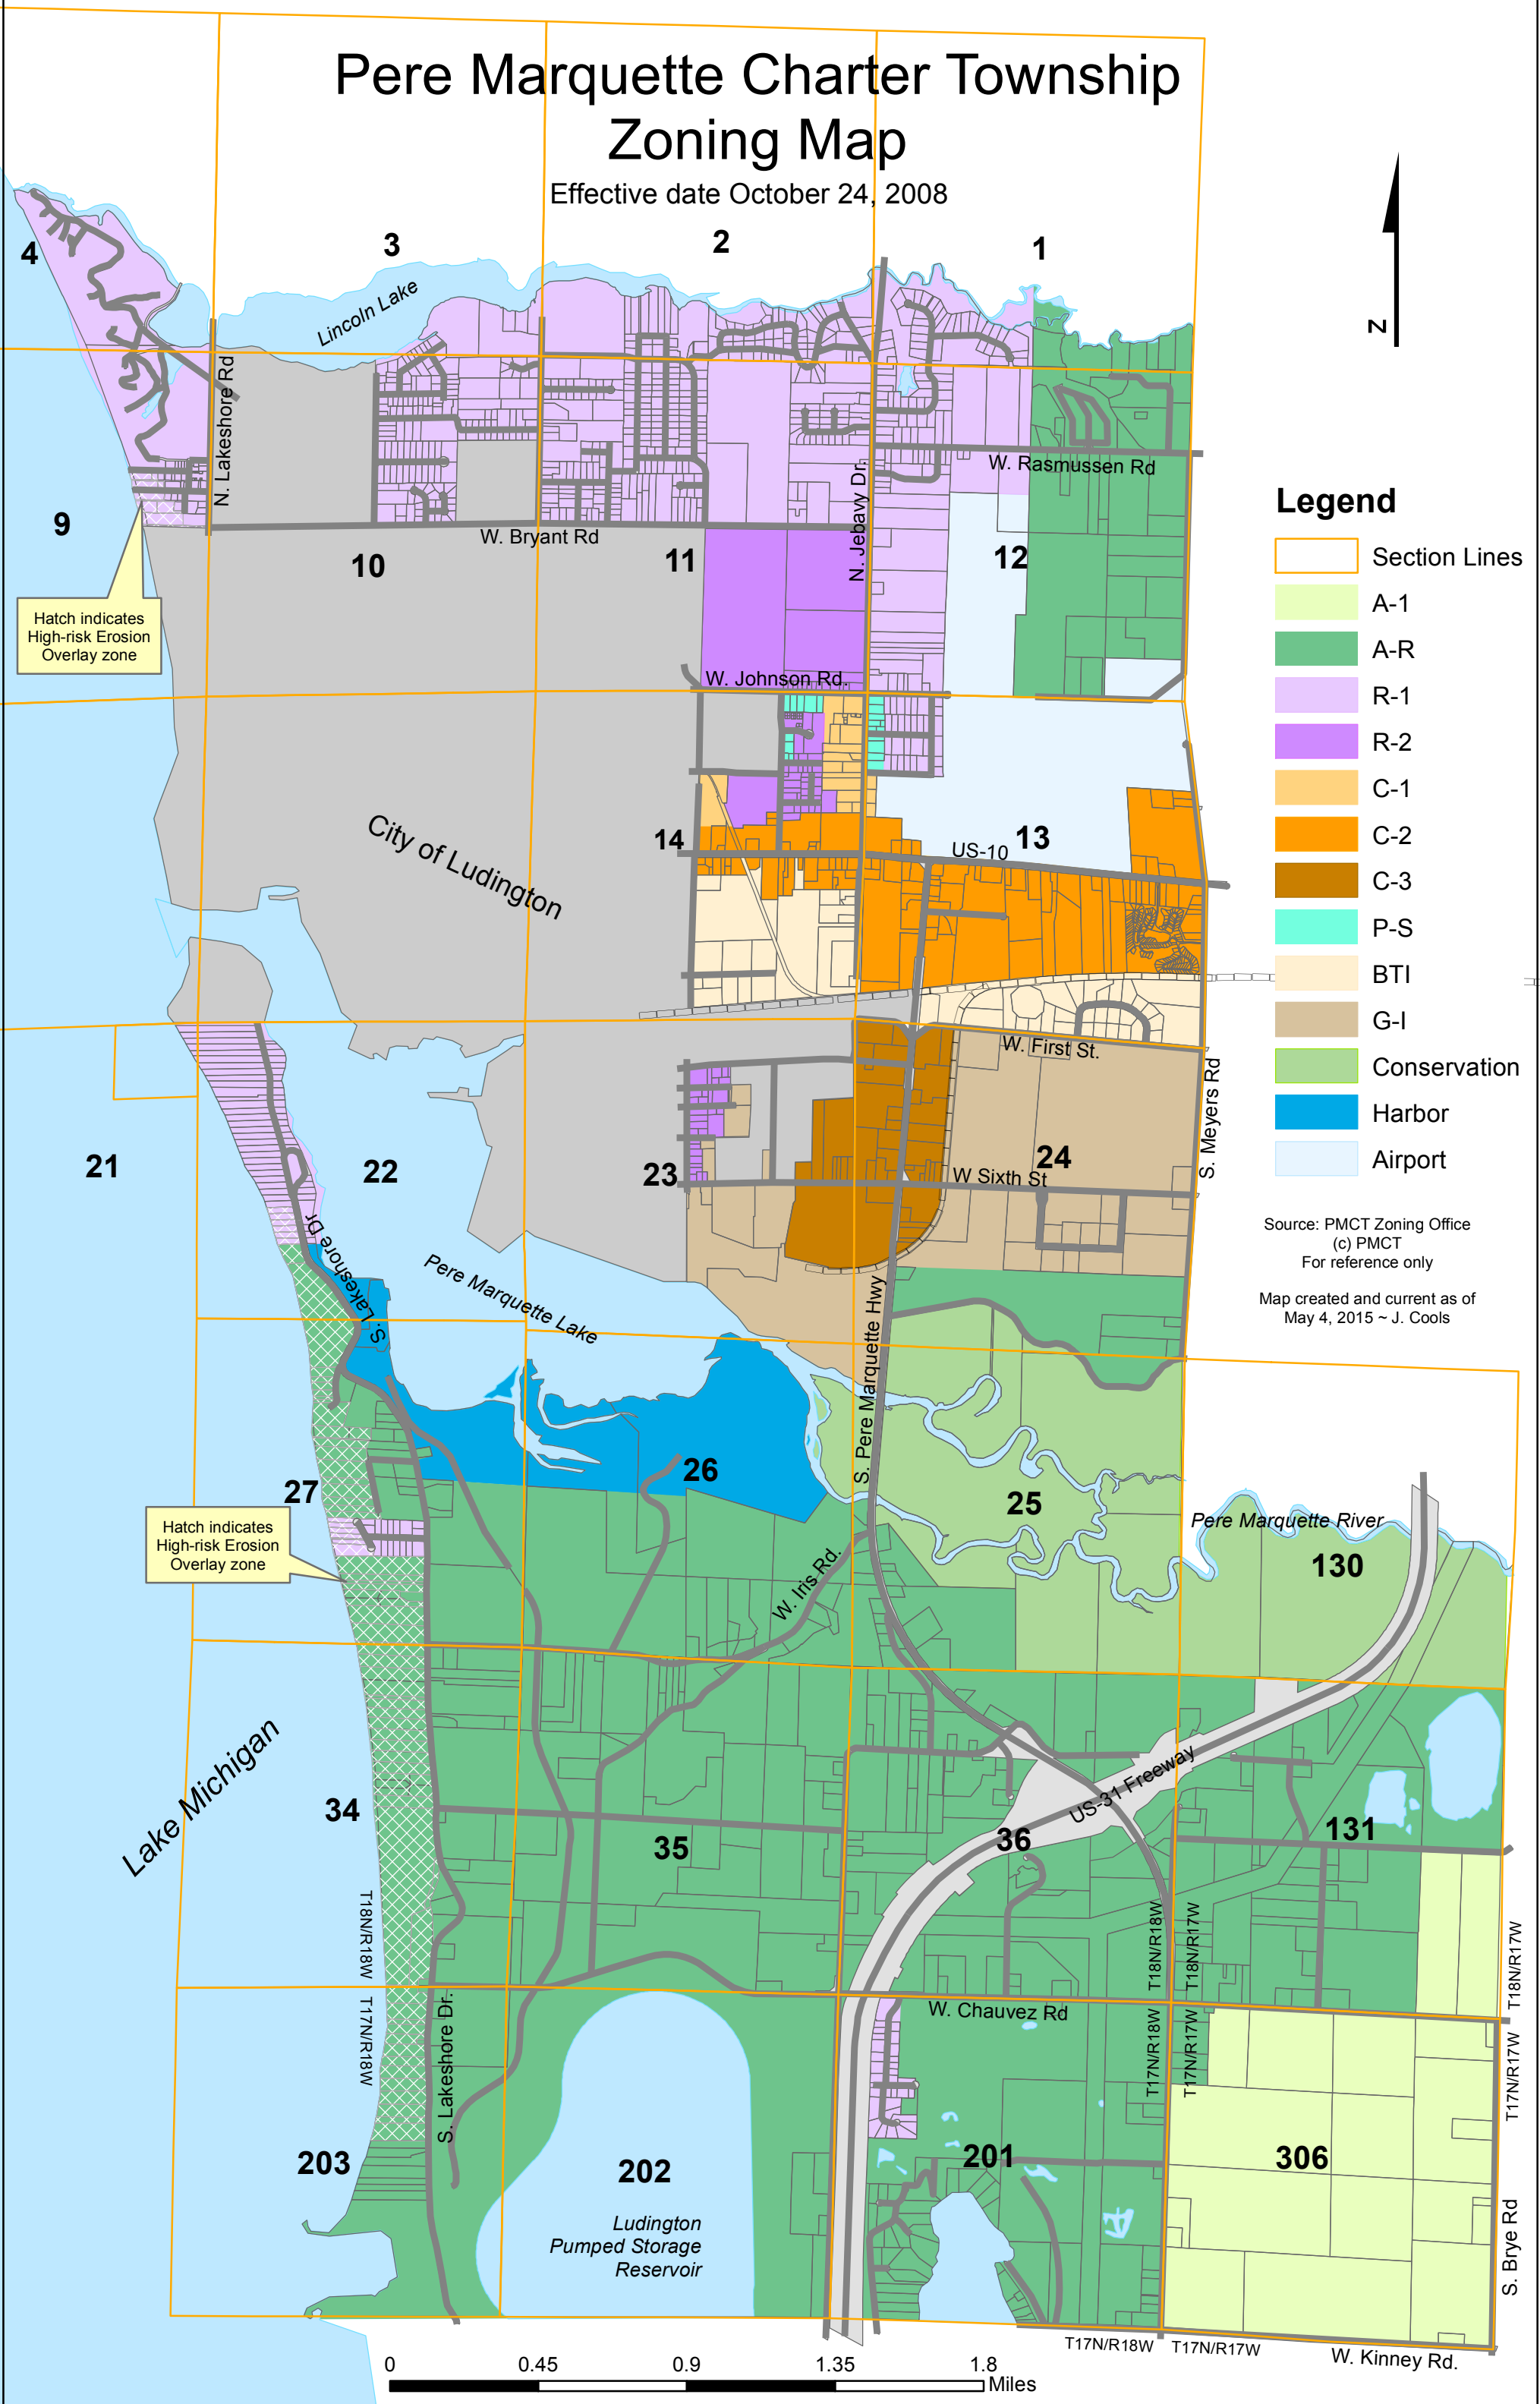 Pere Marquette Charter Township
Zoning Map
Effective date October 24, 2008
4
3
2
1
Lincoln Lake
N
N. Lakeshore Rd
W. Rasmussen Rd
N. Jebavy Dr.
9
W. Bryant Rd
10
11
12
Hatch indicates
High-risk Erosion
Overlay zone
W. Johnson Rd.
City of Ludington
14
US-10
13
Legend
Section Lines
A-1
A-R
R-1
R-2
C-1
C-2
C-3
P-S
BTI
G-I
Conservation
Harbor
Airport
Source: PMCT Zoning Office
(c) PMCT
For reference only
Map created and current as of
May 4, 2015 ~ J. Cools
W. First St.
S. Meyers Rd
21
22
23
24
W Sixth St
S. Lakeshore Dr
Pere Marquette Lake
S. Pere Marquette Hwy
27
26
25
Pere Marquette River
130
Hatch indicates
High-risk Erosion
Overlay zone
W. Iris Rd.
Lake Michigan
US-31 Freeway
34
35
36
131
T18N/R18W
T17N/R18W
T18N/R18W
T18N/R17W
T18N/R17W
W. Chauvez Rd
S. Lakeshore Dr.
T17N/R18W
T17N/R17W
T17N/R17W
203
202
201
306
Ludington
Pumped Storage
Reservoir
S. Brye Rd
T17N/R18W
T17N/R17W
W. Kinney Rd.
0
0.45
0.9
1.35
1.8
Miles